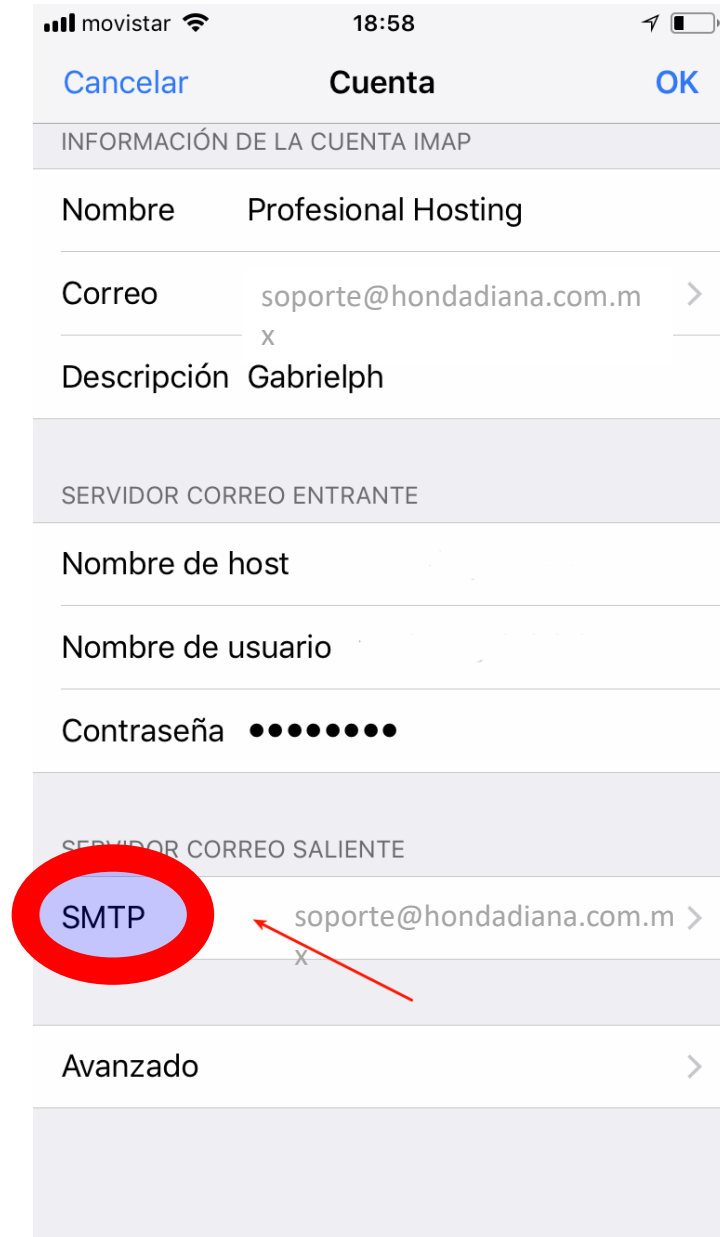 movistar 18:58
Cancelar Cuenta OK
INFORMACIÓN DE LA CUENTA IMAP
Nombre Profesional Hosting
Correo soporte@hondadiana.com.m
x
Descripción Gabrielph
SERVIDOR CORREO ENTRANTE
Nombre de host
Nombre de usuario
Contraseña ●●●●●●●●
SERVIDOR CORREO SALIENTE
SMTP soporte@hondadiana.com.m
x
Avanzado